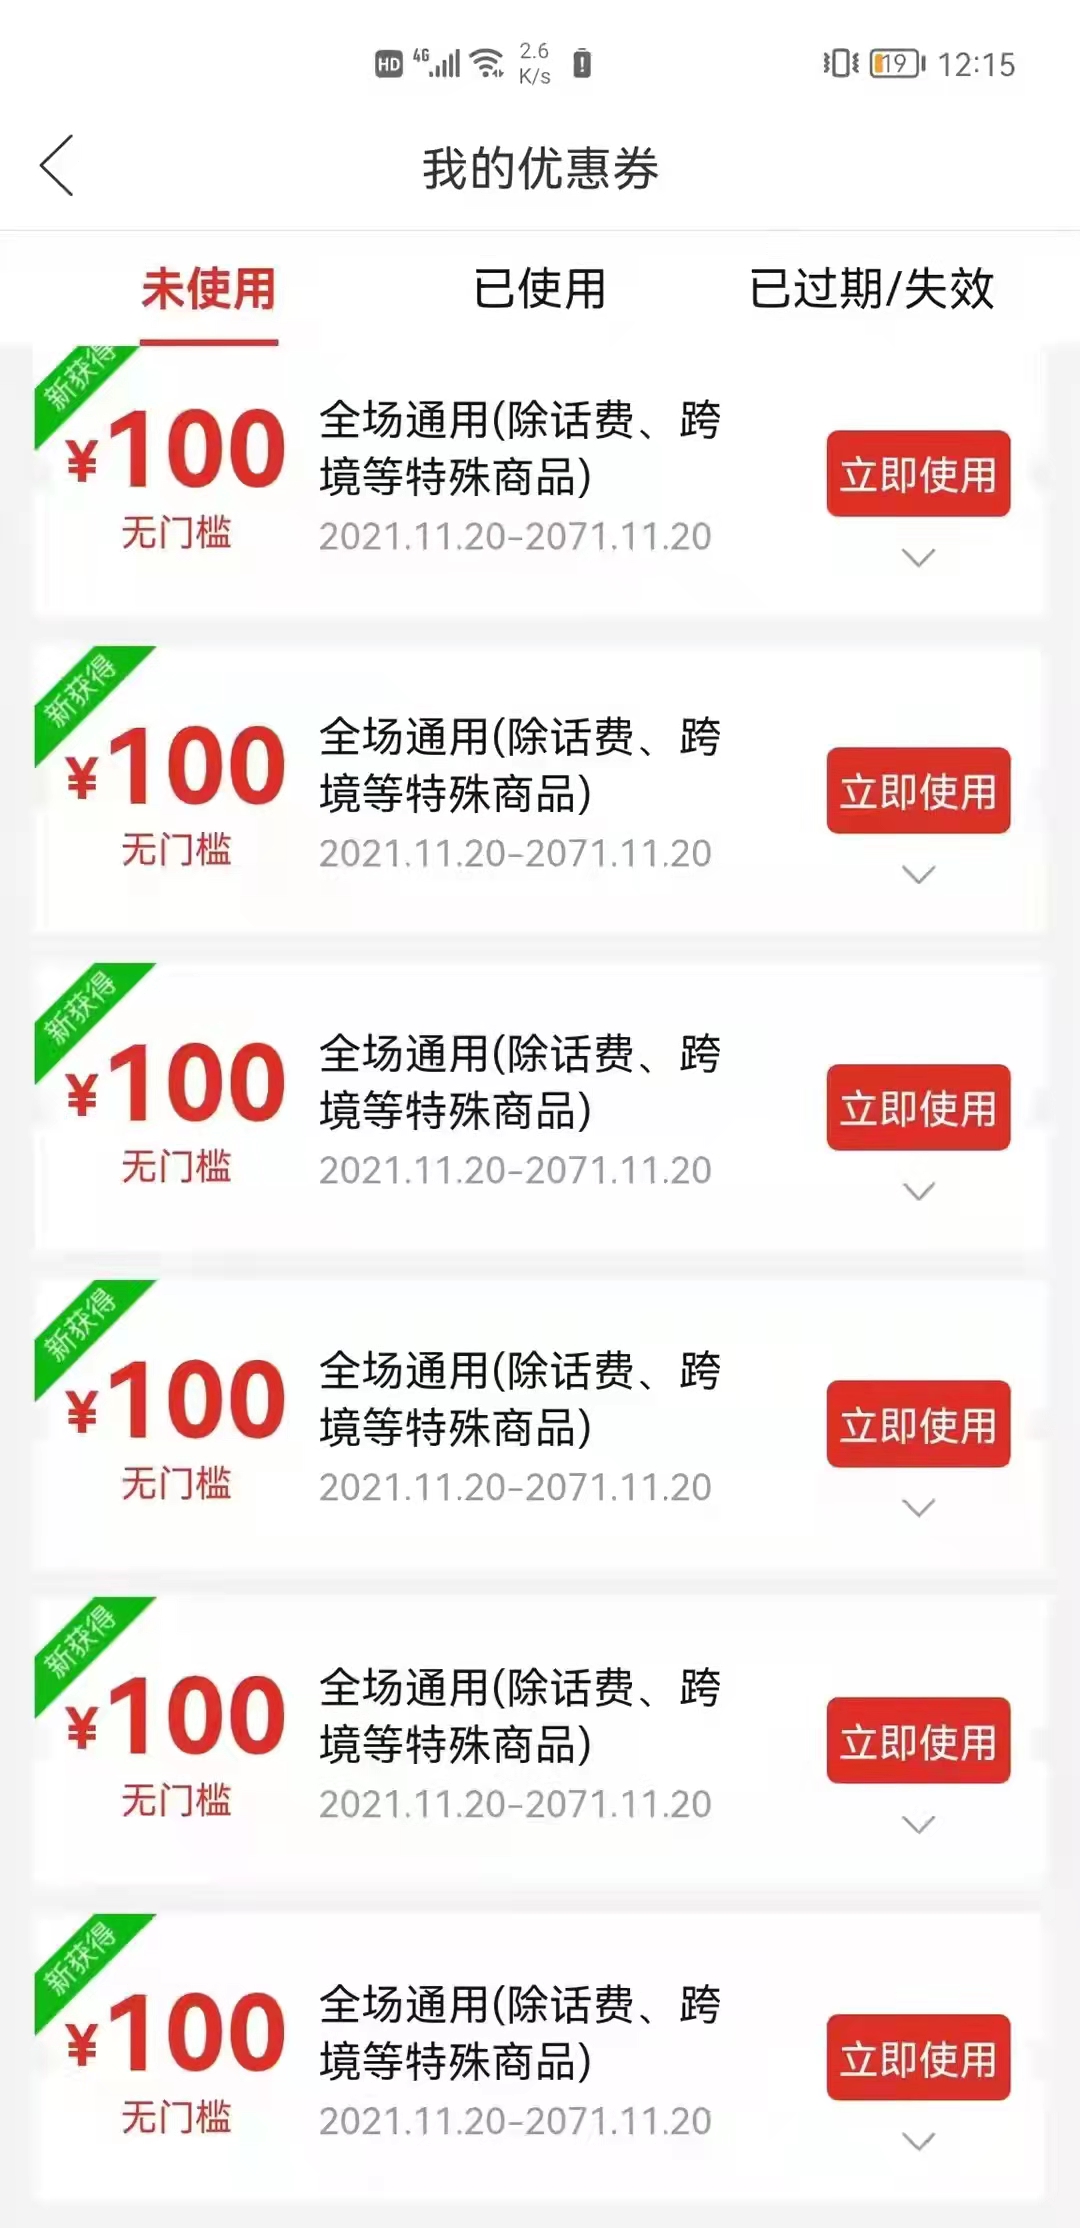 HD 4G 2.6 K/s 19 12:15
我的优惠券
未使用 已使用 已过期/失效
新获得
¥100
无门槛
全场通用(除话费、跨
境等特殊商品)
2021.11.20-2071.11.20
立即使用
新获得
¥100
无门槛
全场通用(除话费、跨
境等特殊商品)
2021.11.20-2071.11.20
立即使用
新获得
¥100
无门槛
全场通用(除话费、跨
境等特殊商品)
2021.11.20-2071.11.20
立即使用
新获得
¥100
无门槛
全场通用(除话费、跨
境等特殊商品)
2021.11.20-2071.11.20
立即使用
新获得
¥100
无门槛
全场通用(除话费、跨
境等特殊商品)
2021.11.20-2071.11.20
立即使用
新获得
¥100
无门槛
全场通用(除话费、跨
境等特殊商品)
2021.11.20-2071.11.20
立即使用